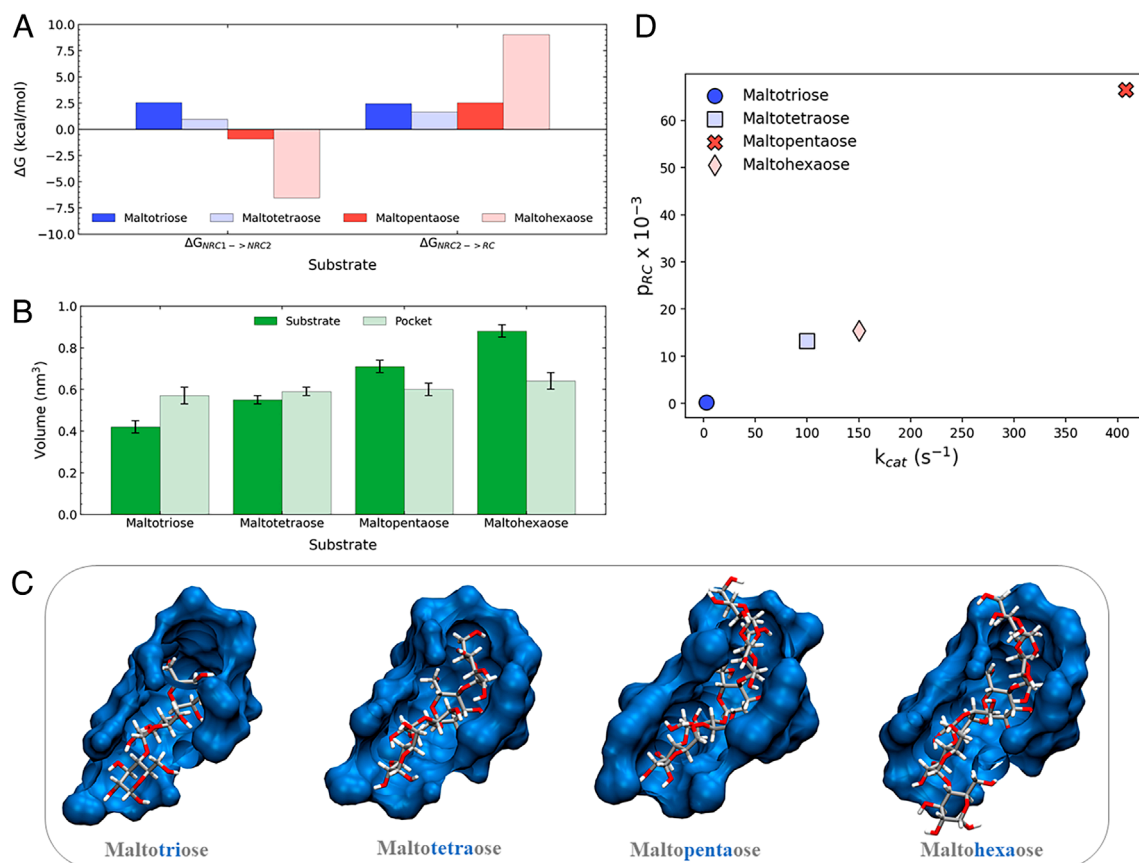 A
10.0
7.5
5.0
2.5
0.0
−2.5
−5.0
−7.5
−10.0
ΔG (kcal/mol)
Maltotriose
Maltotetraose
Maltopentaose
Maltohexaose
ΔG_NRC1−>NRC2
ΔG_NRC2−>RC
Substrate
B
1.0
0.8
0.6
0.4
0.2
0.0
Volume (nm³)
Substrate
Pocket
Maltotriose
Maltotetraose
Maltopentaose
Maltohexaose
Substrate
D
Maltotriose
Maltotetraose
Maltopentaose
Maltohexaose
60
50
40
30
20
10
0
p_RC x 10⁻³
0
50
100
150
200
250
300
350
400
k_cat (s⁻¹)
C
Maltotriose
Maltotetraose
Maltopentaose
Maltohexaose